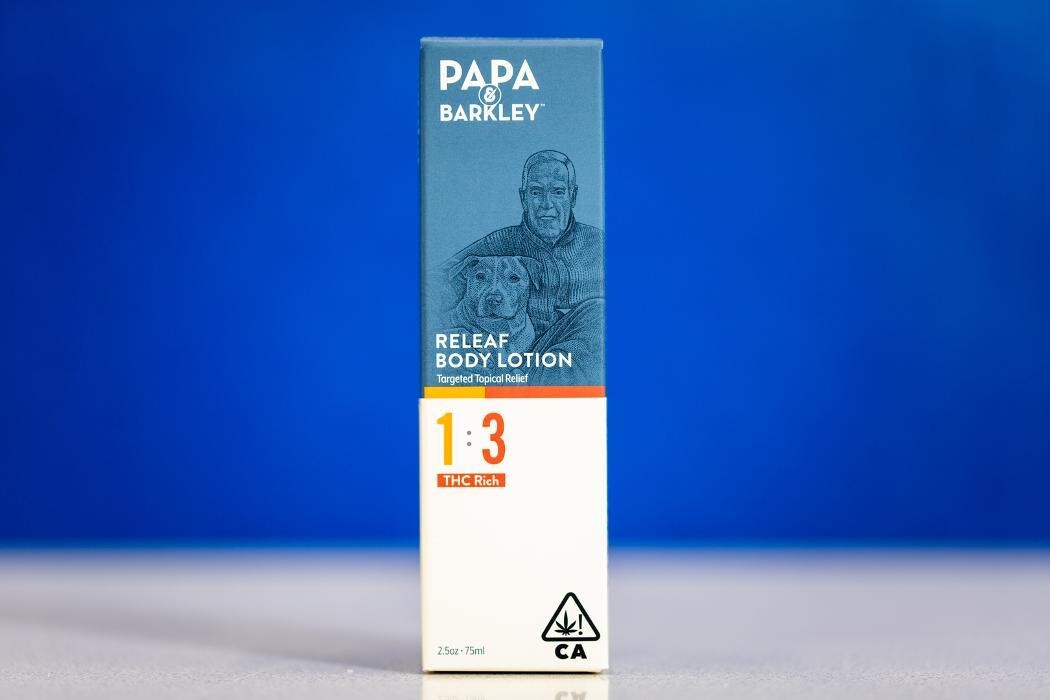 PAPA
&
BARKLEY™
RELEAF
BODY LOTION
Targeted Topical Relief
1:3
THC Rich
2.5oz · 75ml
CA